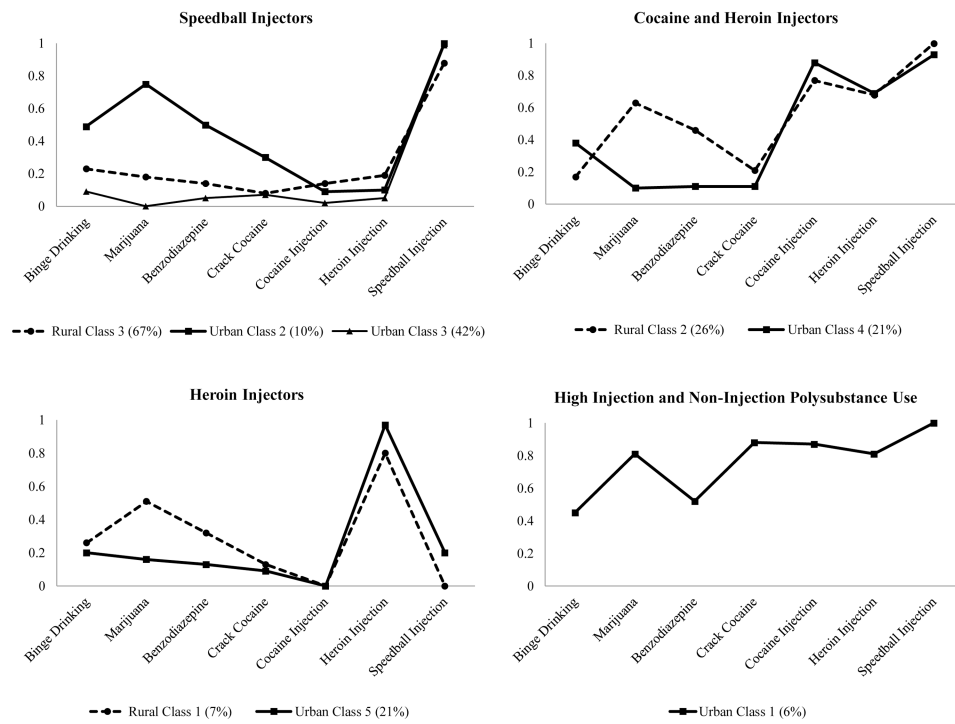 Speedball Injectors
1
0.8
0.6
0.4
0.2
0
Binge Drinking
Marijuana
Benzodiazepine
Crack Cocaine
Cocaine Injection
Heroin Injection
Speedball Injection
Rural Class 3 (67%) Urban Class 2 (10%) Urban Class 3 (42%)
Cocaine and Heroin Injectors
1
0.8
0.6
0.4
0.2
0
Binge Drinking
Marijuana
Benzodiazepine
Crack Cocaine
Cocaine Injection
Heroin Injection
Speedball Injection
Rural Class 2 (26%) Urban Class 4 (21%)
Heroin Injectors
1
0.8
0.6
0.4
0.2
0
Binge Drinking
Marijuana
Benzodiazepine
Crack Cocaine
Cocaine Injection
Heroin Injection
Speedball Injection
Rural Class 1 (7%) Urban Class 5 (21%)
High Injection and Non-Injection Polysubstance Use
1
0.8
0.6
0.4
0.2
0
Binge Drinking
Marijuana
Benzodiazepine
Crack Cocaine
Cocaine Injection
Heroin Injection
Speedball Injection
Urban Class 1 (6%)